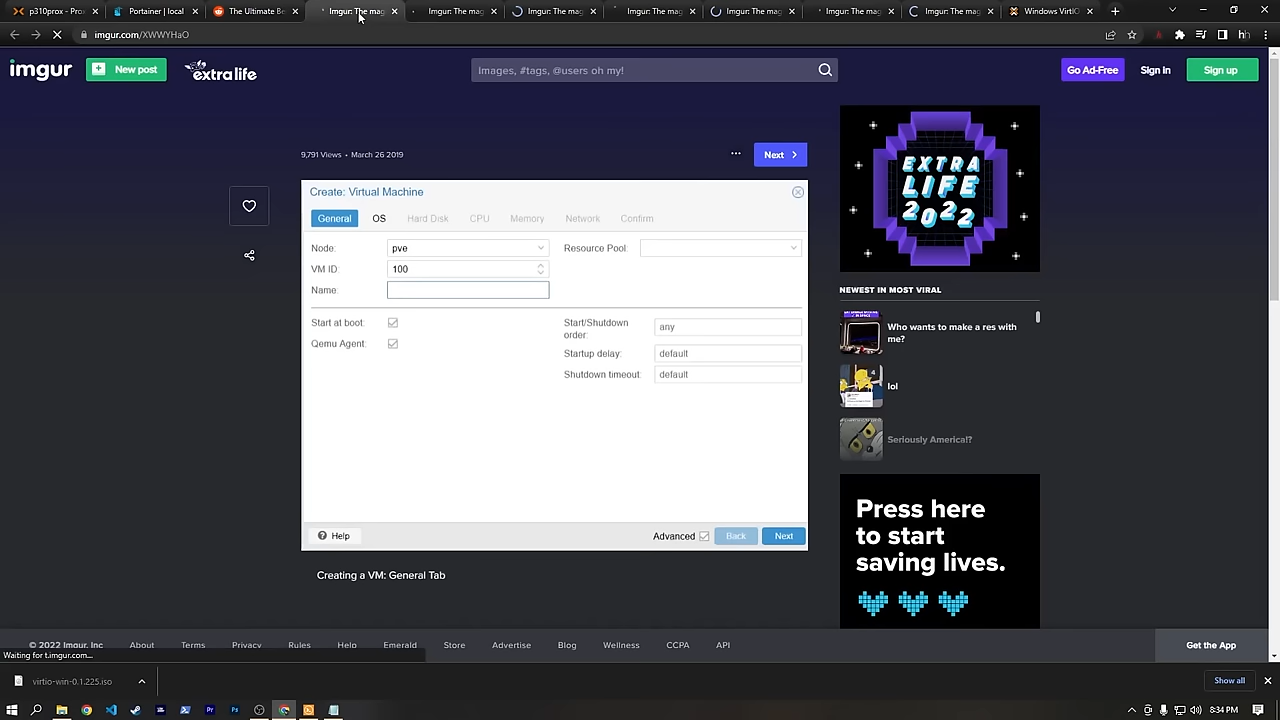 p310prox - Pro
Portainer | local
The Ultimate Be
Imgur: The mag
Imgur: The mag
Imgur: The mag
Imgur: The mag
Imgur: The mag
Imgur: The mag
Imgur: The mag
Windows VirtIO
imgur.com/XWWYHaO
imgur
New post
extra life
Images, #tags, @users oh my!
Go Ad-Free
Sign in
Sign up
9,791 Views • March 26 2019
Next
EXTRA
LIFE
2022
Create: Virtual Machine
General
OS
Hard Disk
CPU
Memory
Network
Confirm
Node:
pve
Resource Pool:
VM ID:
100
Name:
Start at boot:
Start/Shutdown
order:
any
Qemu Agent:
Startup delay:
default
Shutdown timeout:
default
Help
Advanced
Back
Next
Creating a VM: General Tab
NEWEST IN MOST VIRAL
Who wants to make a res with
me?
lol
Seriously America!?
Press here
to start
saving lives.
© 2022 Imgur, Inc
About
Terms
Privacy
Rules
Help
Emerald
Store
Advertise
Blog
Wellness
CCPA
API
Get the App
Waiting for t.imgur.com...
virtio-win-0.1.225.iso
Show all
8:34 PM